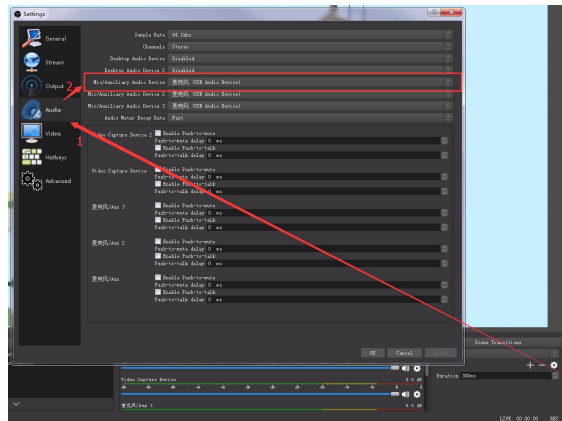 Settings
General
Stream
Output
2
Audio
Video
1
Hotkeys
Advanced
Sample Rate 44.1khz
Channels Stereo
Desktop Audio Device Disabled
Desktop Audio Device 2 Disabled
Mic/Auxiliary Audio Device 麦克风 (USB Audio Device)
Mic/Auxiliary Audio Device 2 麦克风 (USB Audio Device)
Mic/Auxiliary Audio Device 3 麦克风 (USB Audio Device)
Audio Meter Decay Rate Fast
Capture Device 2 Enable Push-to-mute
Push-to-mute delay 0 ms
Enable Push-to-talk
Push-to-talk delay 0 ms
Video Capture Device Enable Push-to-mute
Push-to-mute delay 0 ms
Enable Push-to-talk
Push-to-talk delay 0 ms
麦克风/Aux 3 Enable Push-to-mute
Push-to-mute delay 0 ms
Enable Push-to-talk
Push-to-talk delay 0 ms
麦克风/Aux 2 Enable Push-to-mute
Push-to-mute delay 0 ms
Enable Push-to-talk
Push-to-talk delay 0 ms
麦克风/Aux Enable Push-to-mute
Push-to-mute delay 0 ms
Enable Push-to-talk
Push-to-talk delay 0 ms
OK Cancel
Scene Transitions
Duration 300ms
Video Capture Device 0.0 dB
麦克风/Aux 3 0.0 dB
LIVE: 00:00:00 REC